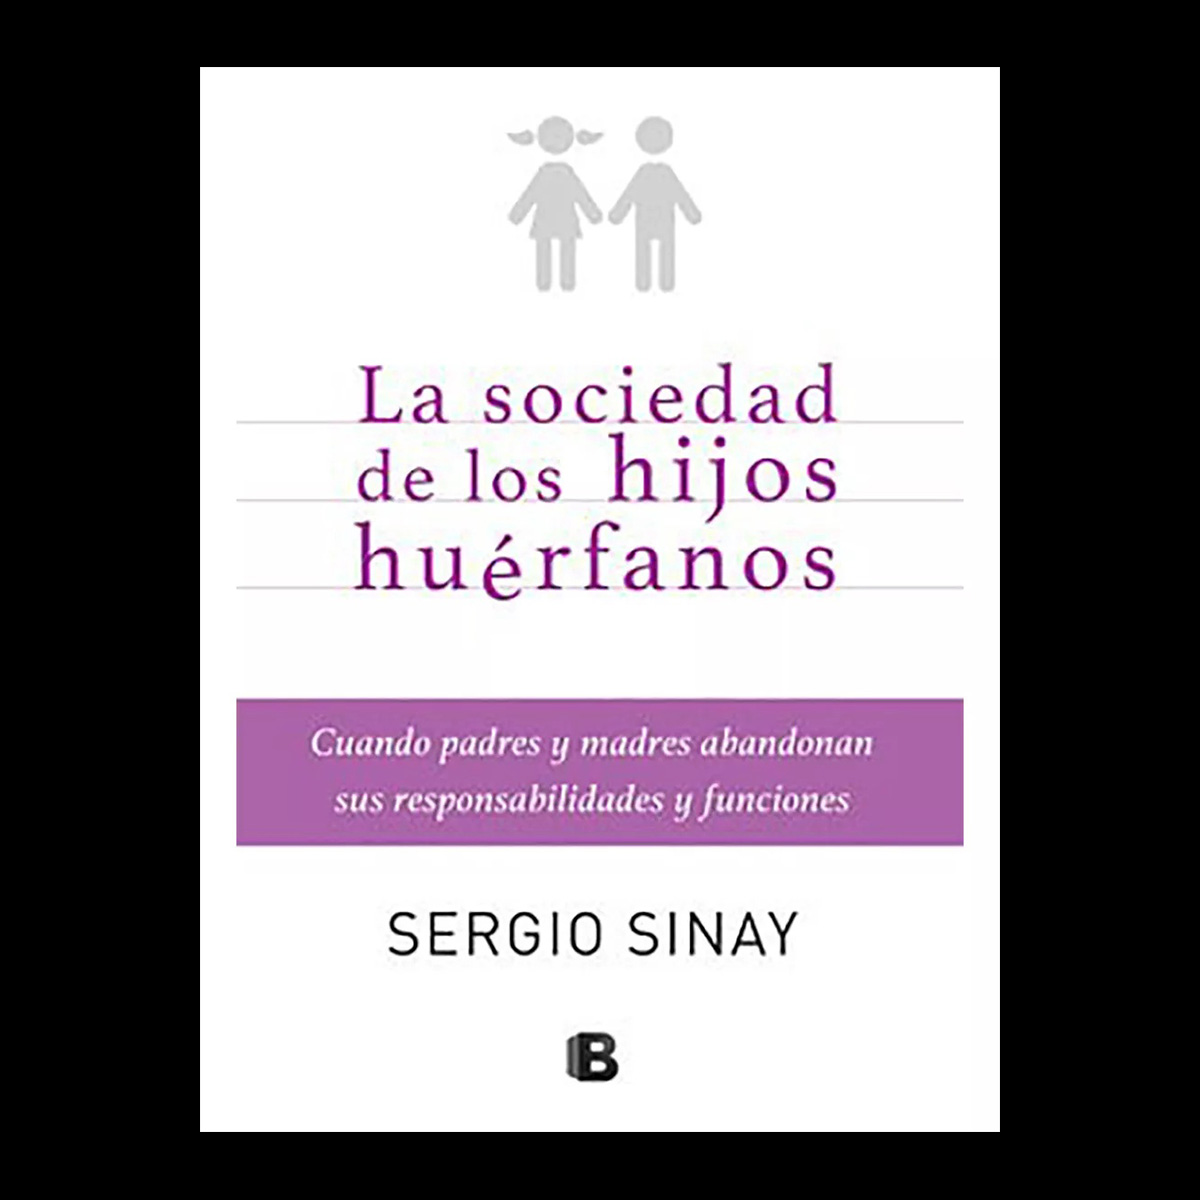 La sociedad
de los hijos
huérfanos
Cuando padres y madres abandonan
sus responsabilidades y funciones
SERGIO SINAY
B